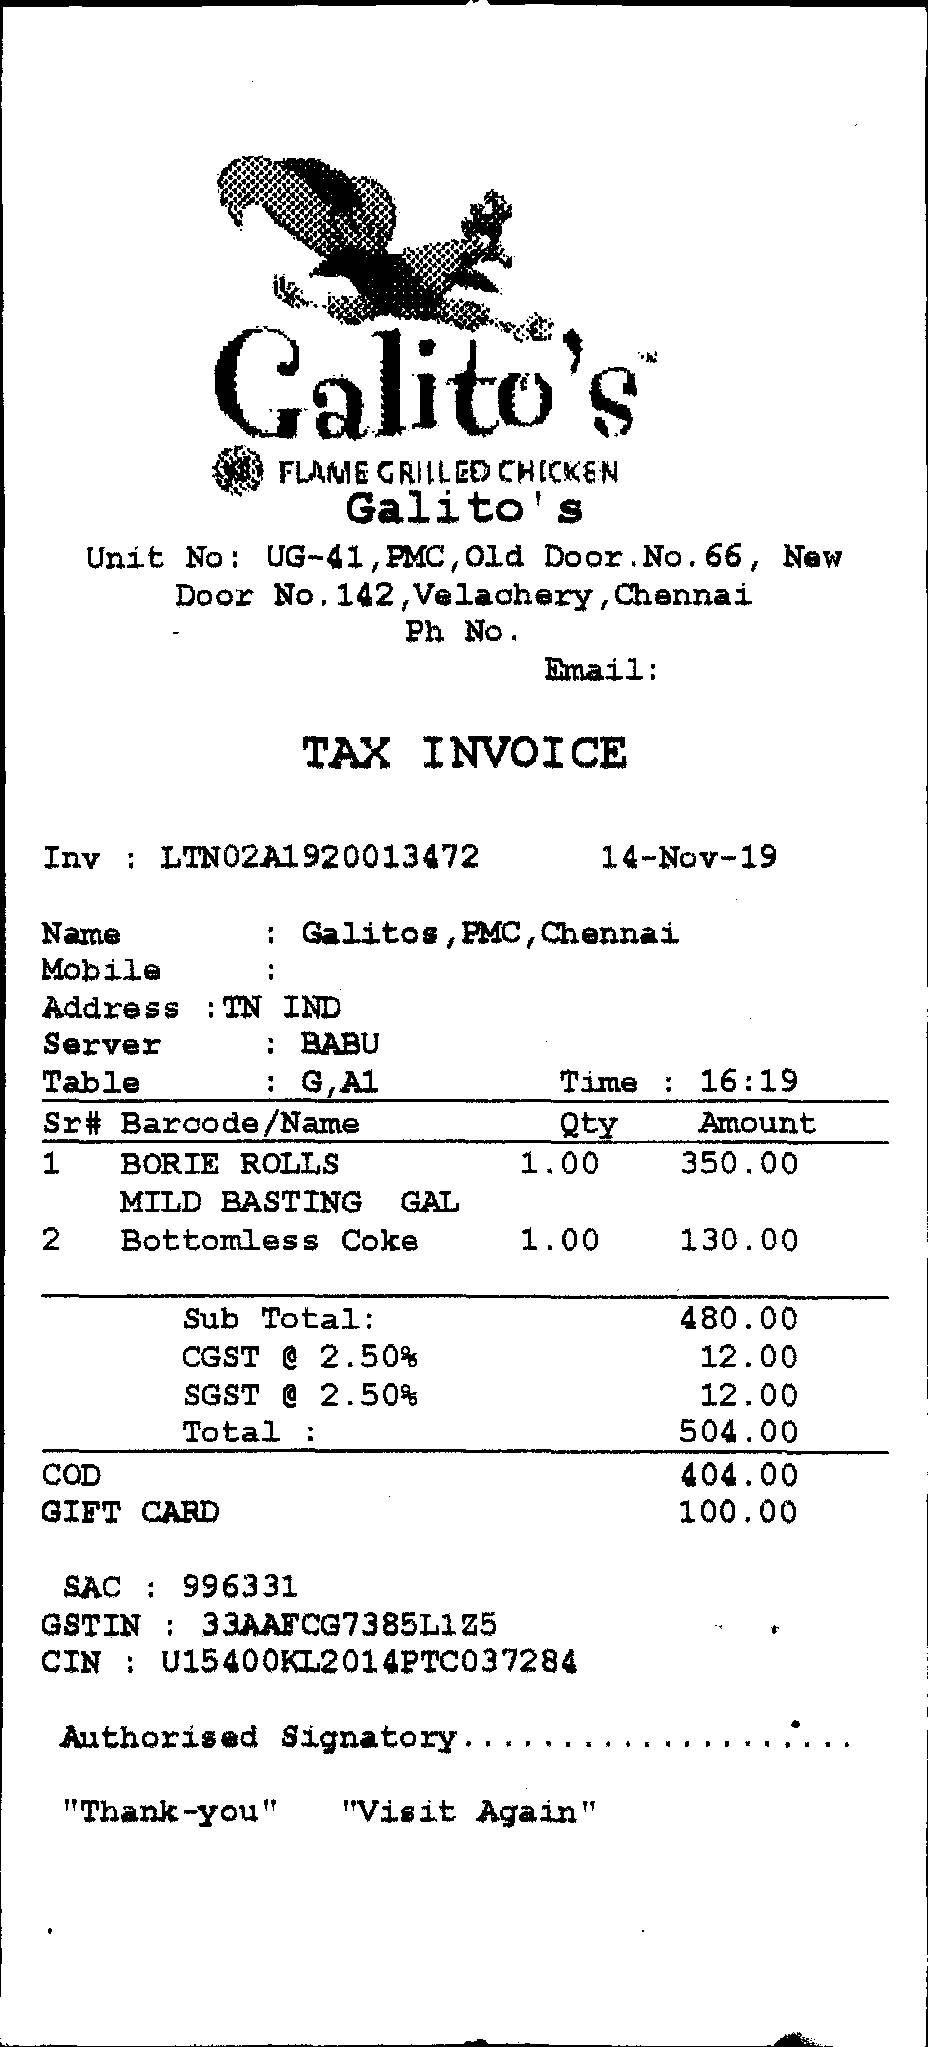 Galito's™
FLAME GRILLED CHICKEN
Galito's
Unit No: UG-41,PMC,Old Door.No.66, New
Door No.142,Velachery,Chennai
Ph No.
Email:
TAX INVOICE
Inv : LTN02A1920013472 14-Nov-19
Name : Galitos,PMC,Chennai
Mobile :
Address :TN IND
Server : BABU
Table : G,A1 Time : 16:19
Sr# Barcode/Name Qty Amount
1 BORIE ROLLS 1.00 350.00
MILD BASTING GAL
2 Bottomless Coke 1.00 130.00
Sub Total: 480.00
CGST @ 2.50% 12.00
SGST @ 2.50% 12.00
Total : 504.00
COD 404.00
GIFT CARD 100.00
SAC : 996331
GSTIN : 33AAFCG7385L1Z5
CIN : U15400KL2014PTC037284
Authorised Signatory....................
"Thank-you" "Visit Again"